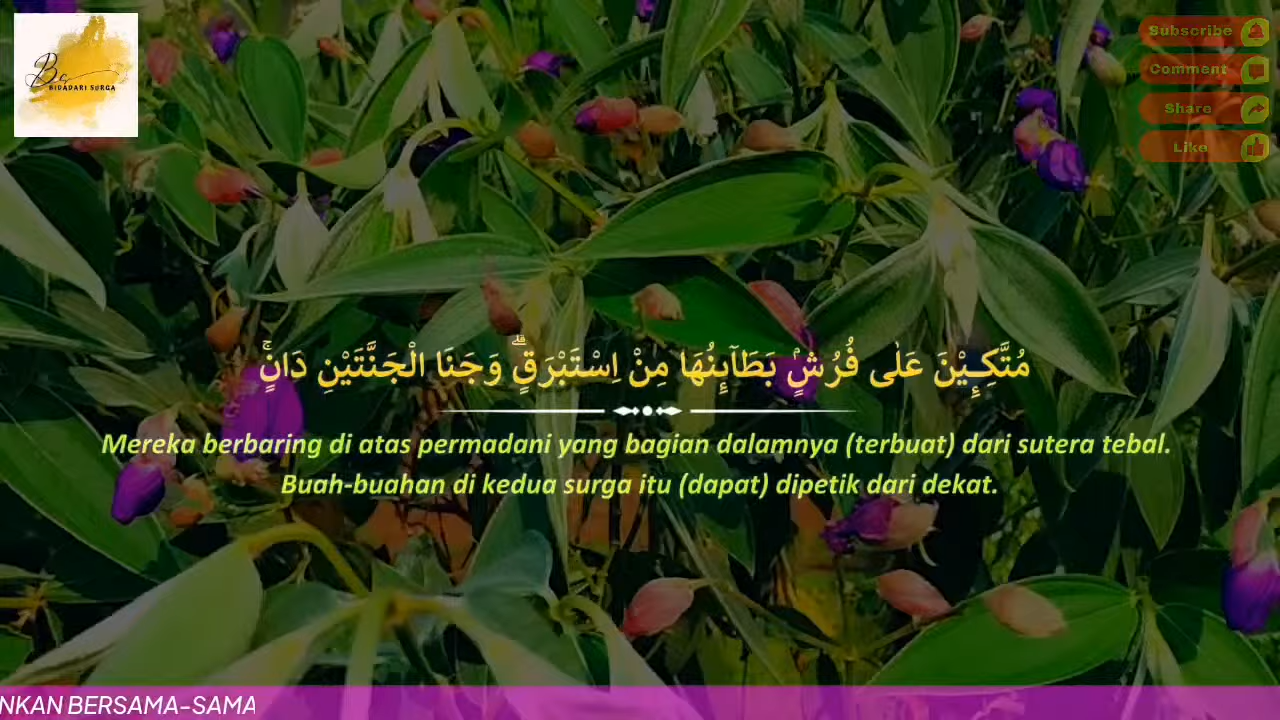 Bs
BIDADARI SURGA
Subscribe
Comment
Share
Like
مُتَّكِـِٕيْنَ عَلٰى فُرُشٍۢ بَطَاۤىِٕنُهَا مِنْ اِسْتَبْرَقٍۗ وَجَنَا الْجَنَّتَيْنِ دَانٍۚ
Mereka berbaring di atas permadani yang bagian dalamnya (terbuat) dari sutera tebal.
Buah-buahan di kedua surga itu (dapat) dipetik dari dekat.
NKAN BERSAMA-SAMA